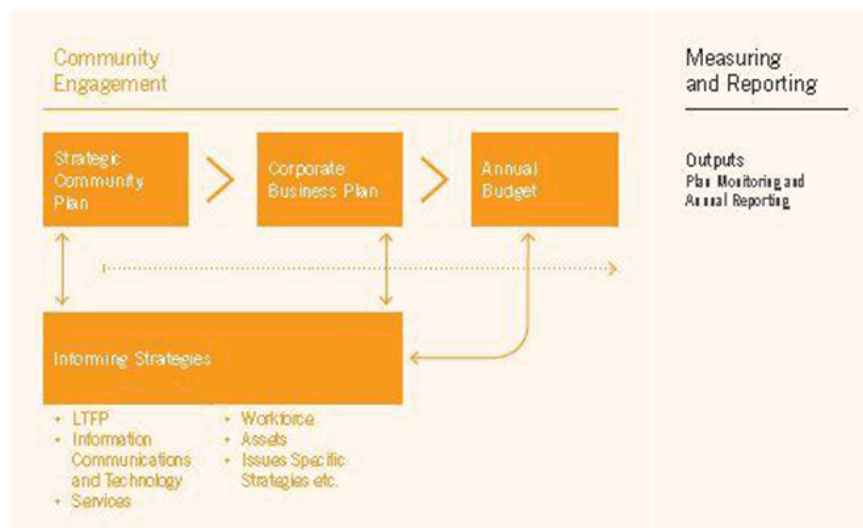 Community
Engagement
Measuring
and Reporting
Strategic
Community
Plan
Corporate
Business Plan
Annual
Budget
Outputs
Plan Monitoring and
Annual Reporting
Informing Strategies
• LTFP
• Information
Communications
and Technology
• Services
• Workforce
• Assets
• Issues Specific
Strategies etc.